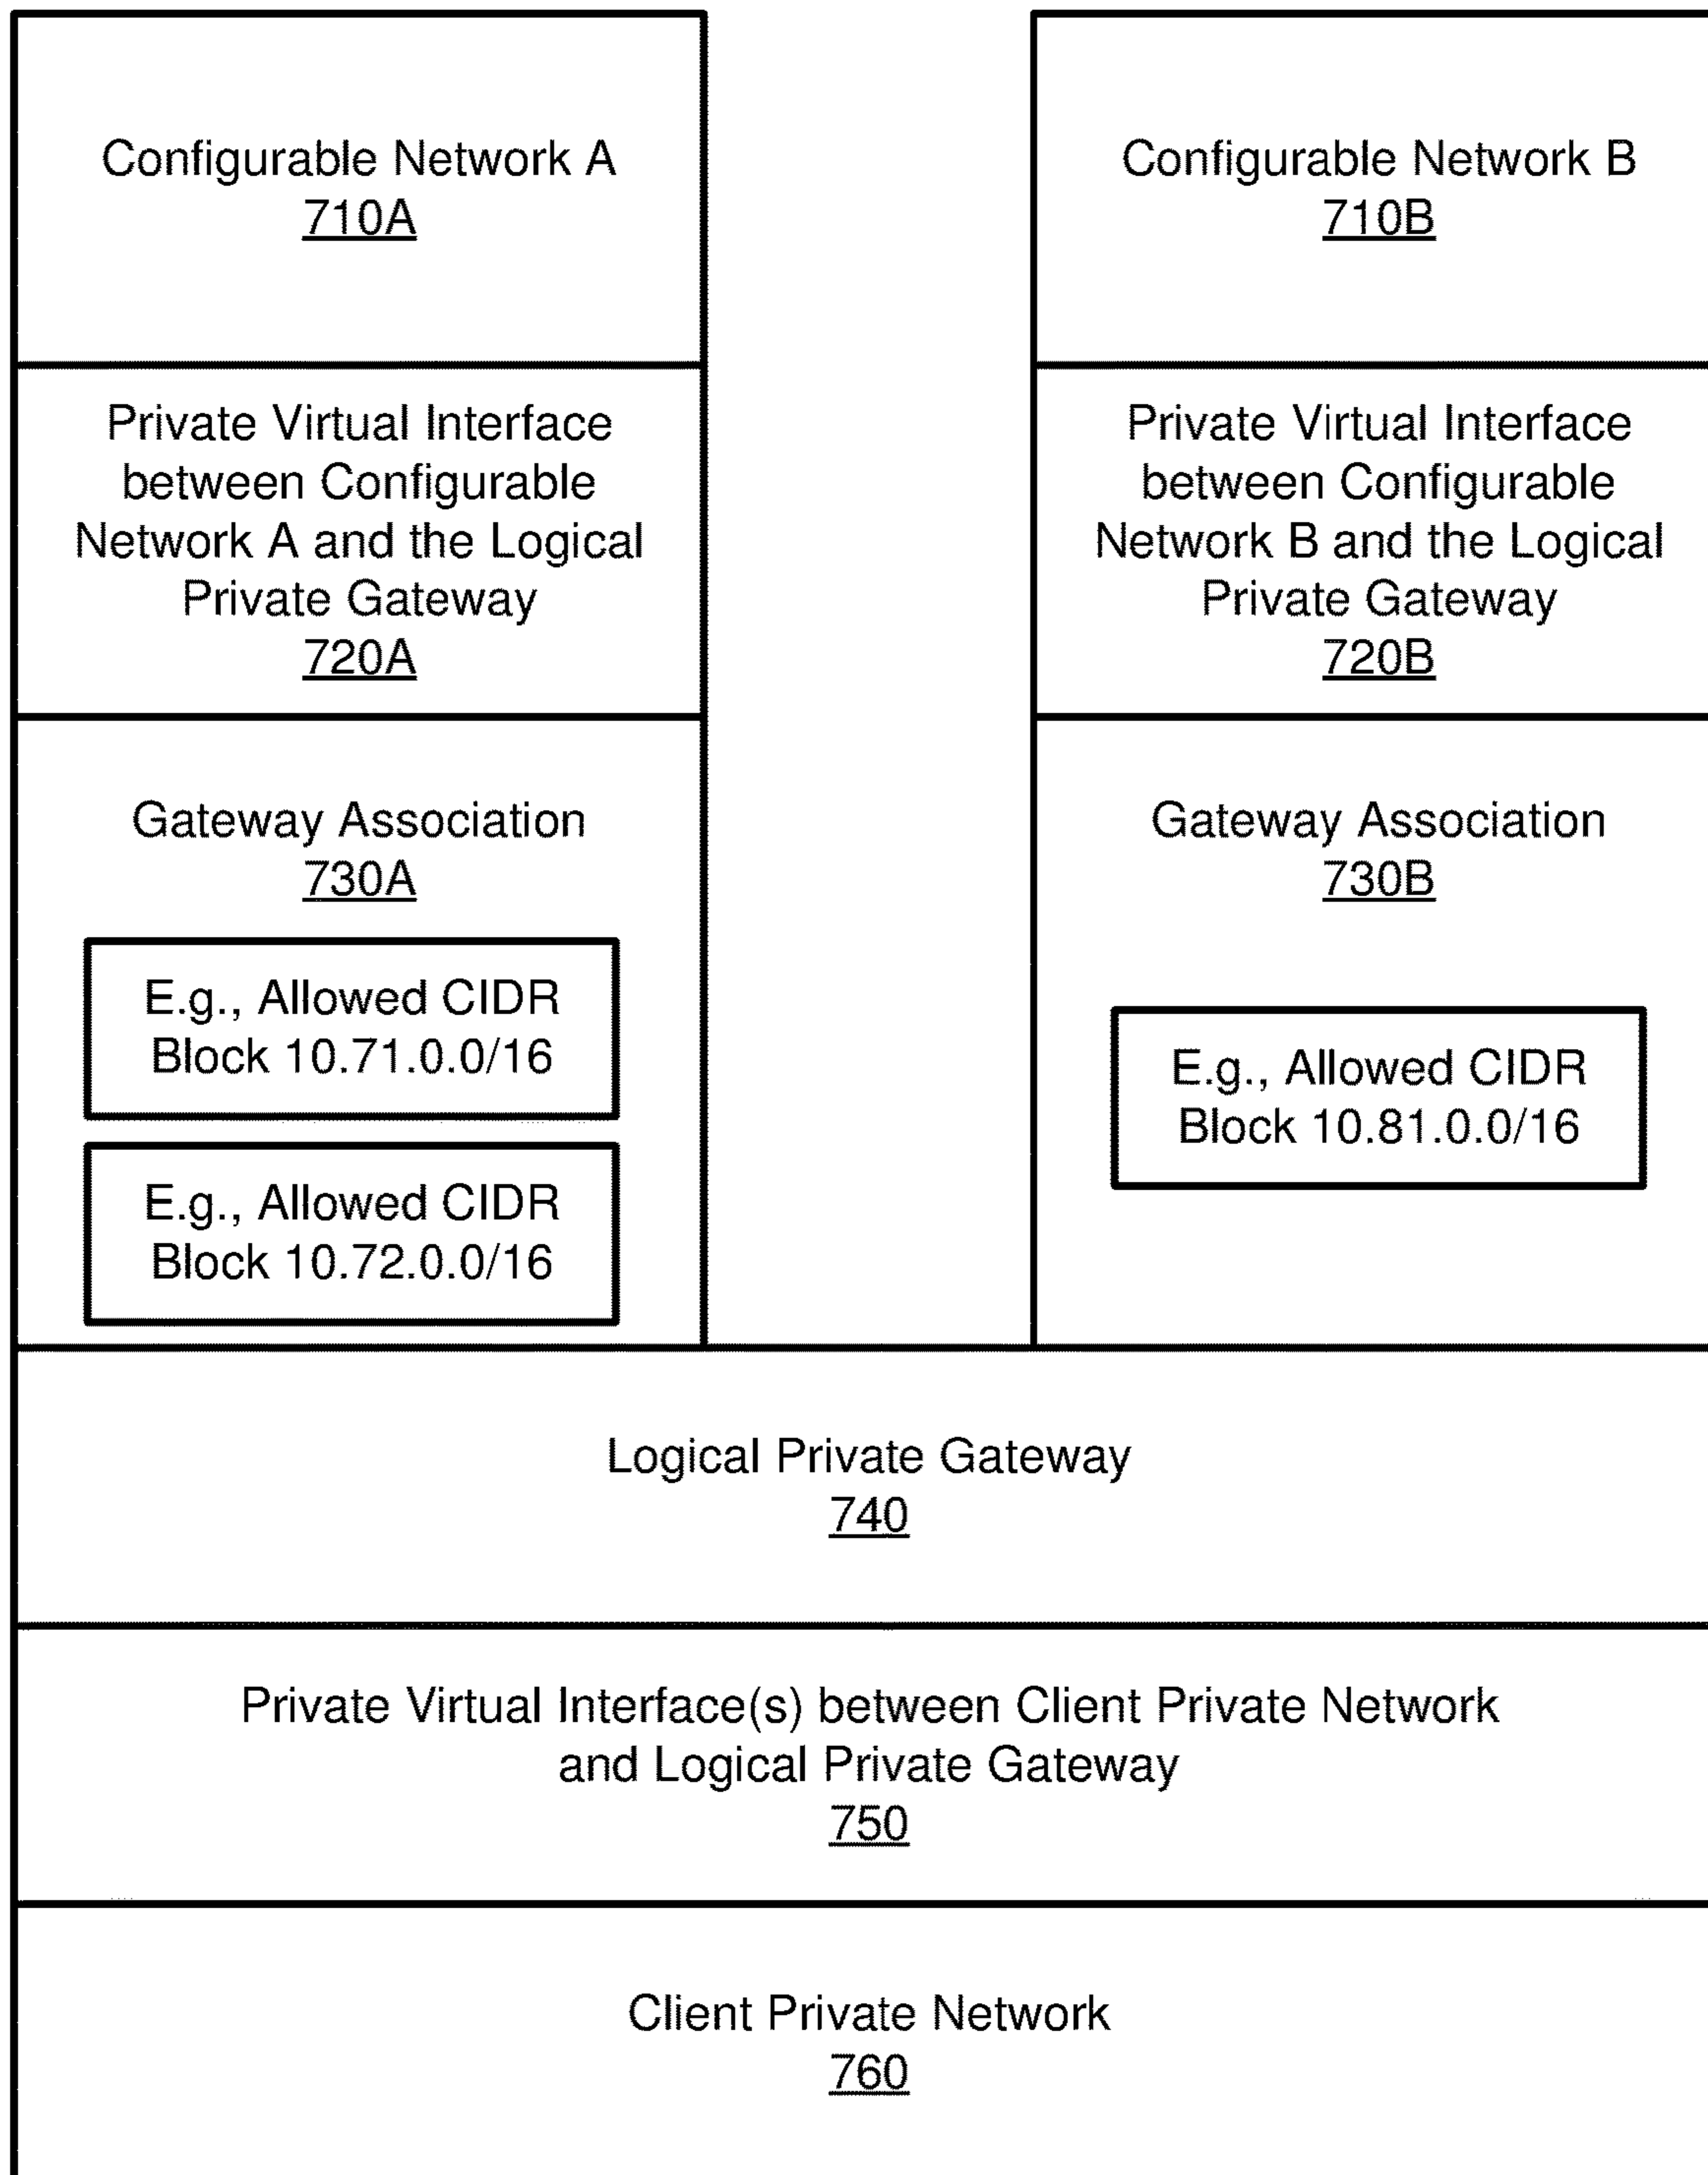 Configurable Network A
710A
Private Virtual Interface
between Configurable
Network A and the Logical
Private Gateway
720A
Gateway Association
730A
E.g., Allowed CIDR
Block 10.71.0.0/16
E.g., Allowed CIDR
Block 10.72.0.0/16
Configurable Network B
710B
Private Virtual Interface
between Configurable
Network B and the Logical
Private Gateway
720B
Gateway Association
730B
E.g., Allowed CIDR
Block 10.81.0.0/16
Logical Private Gateway
740
Private Virtual Interface(s) between Client Private Network
and Logical Private Gateway
750
Client Private Network
760